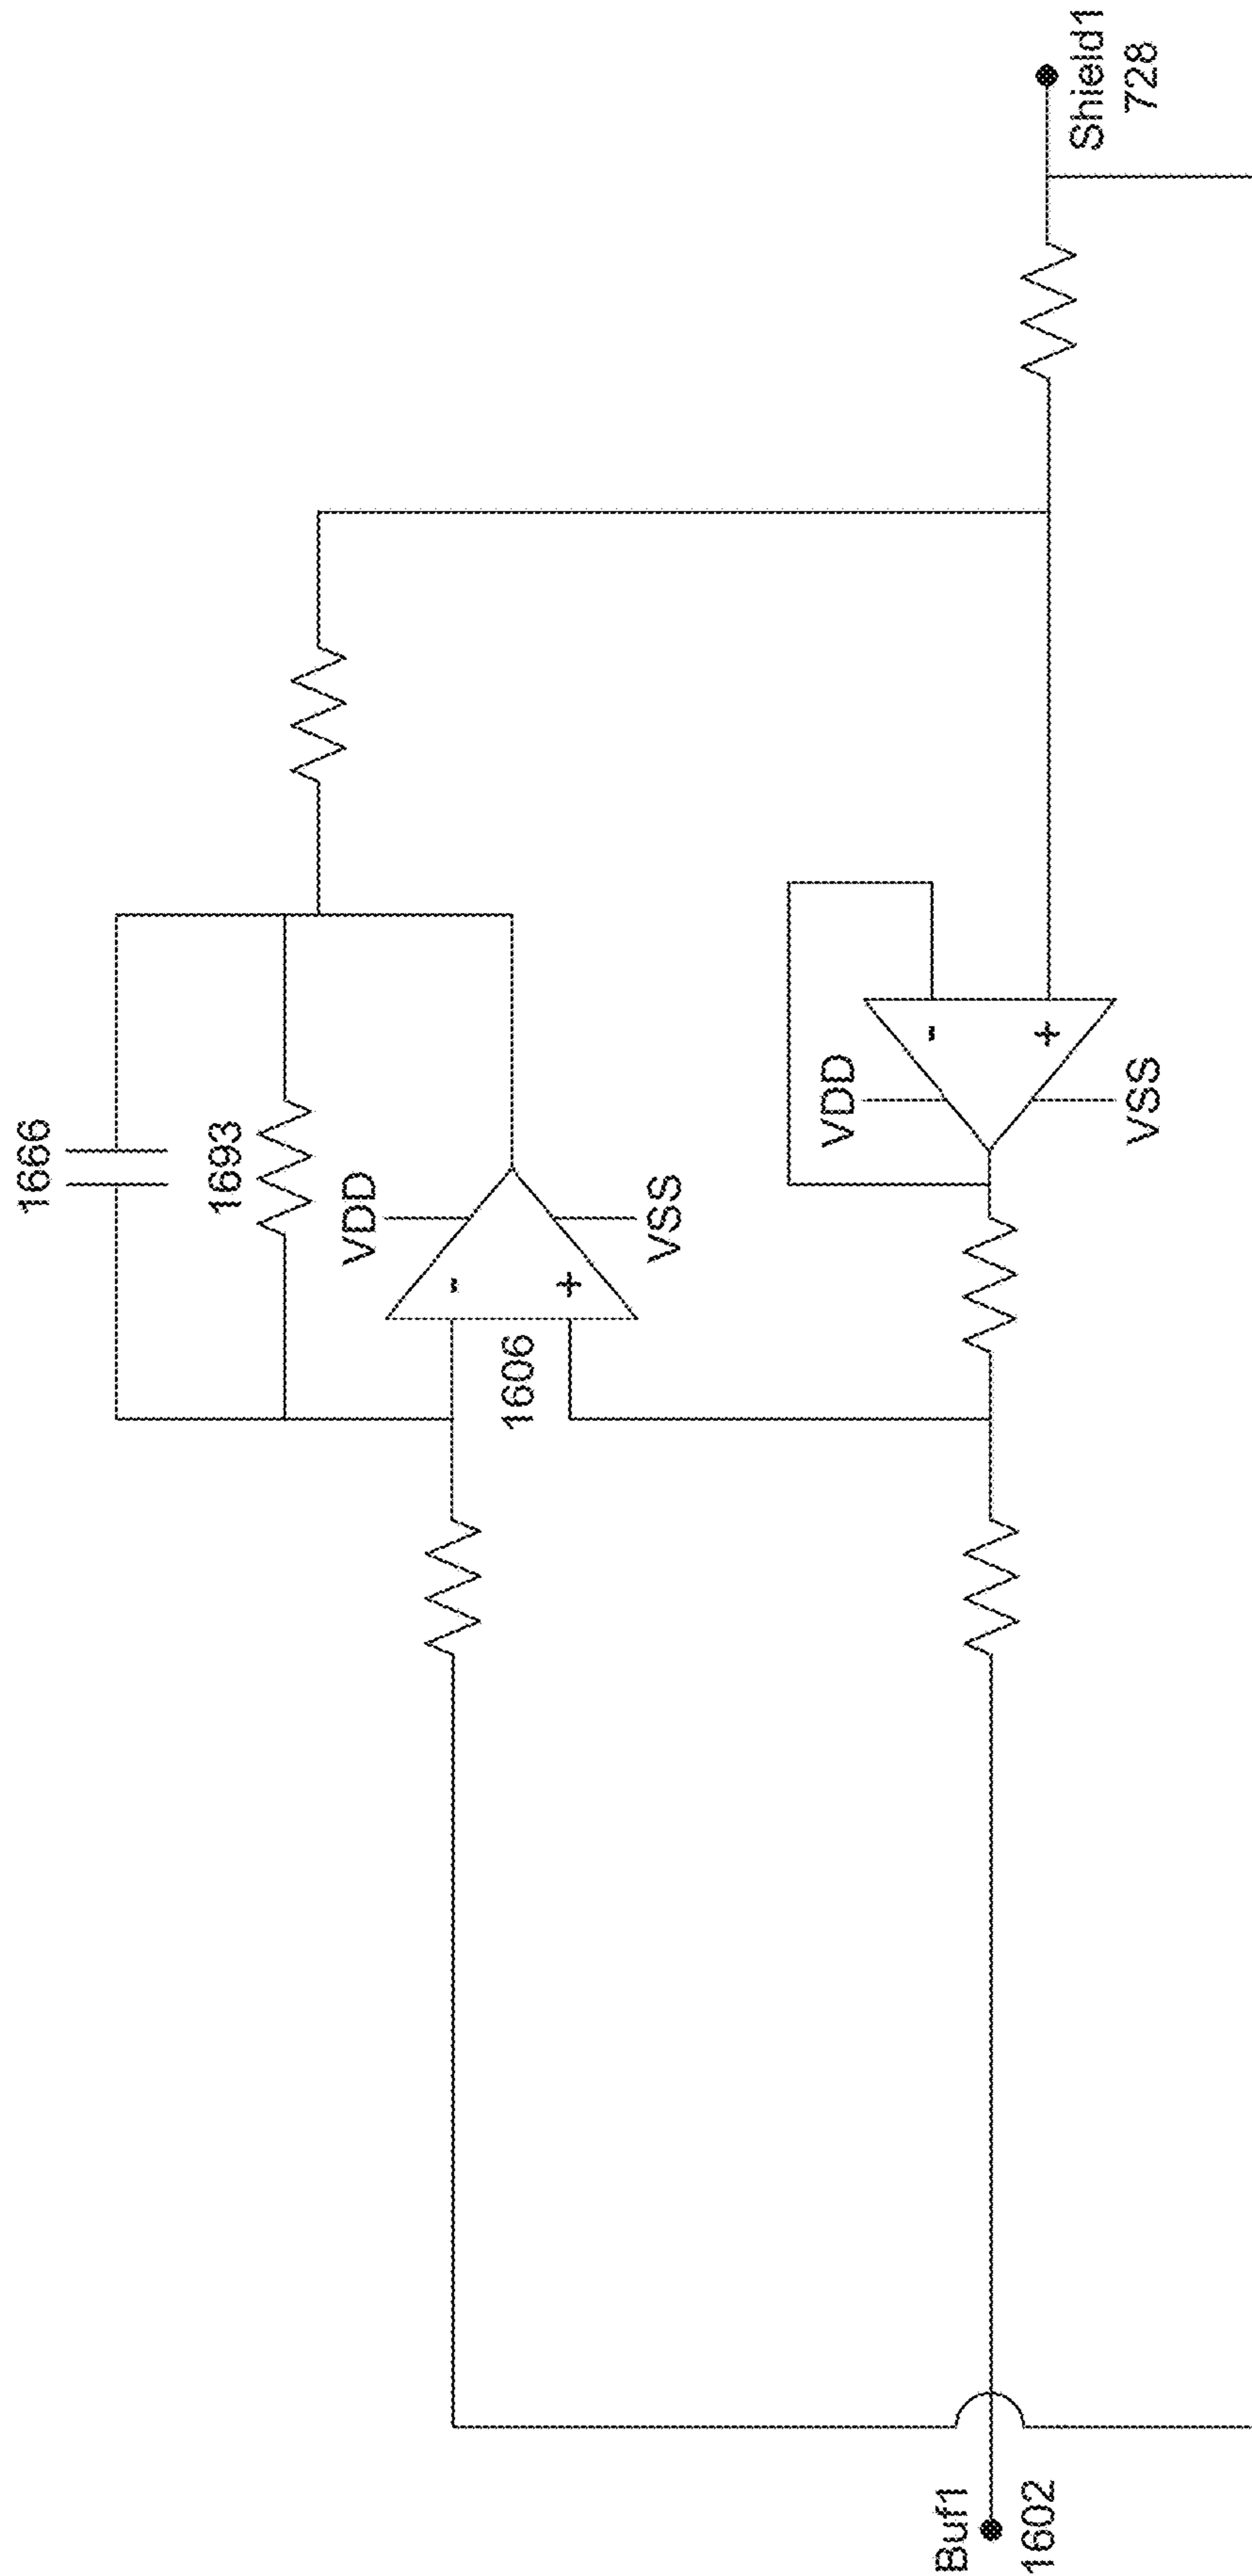 1666
1693
VDD
-
+
1606
VSS
VDD
-
+
VSS
Buf1
1602
Shield1
728